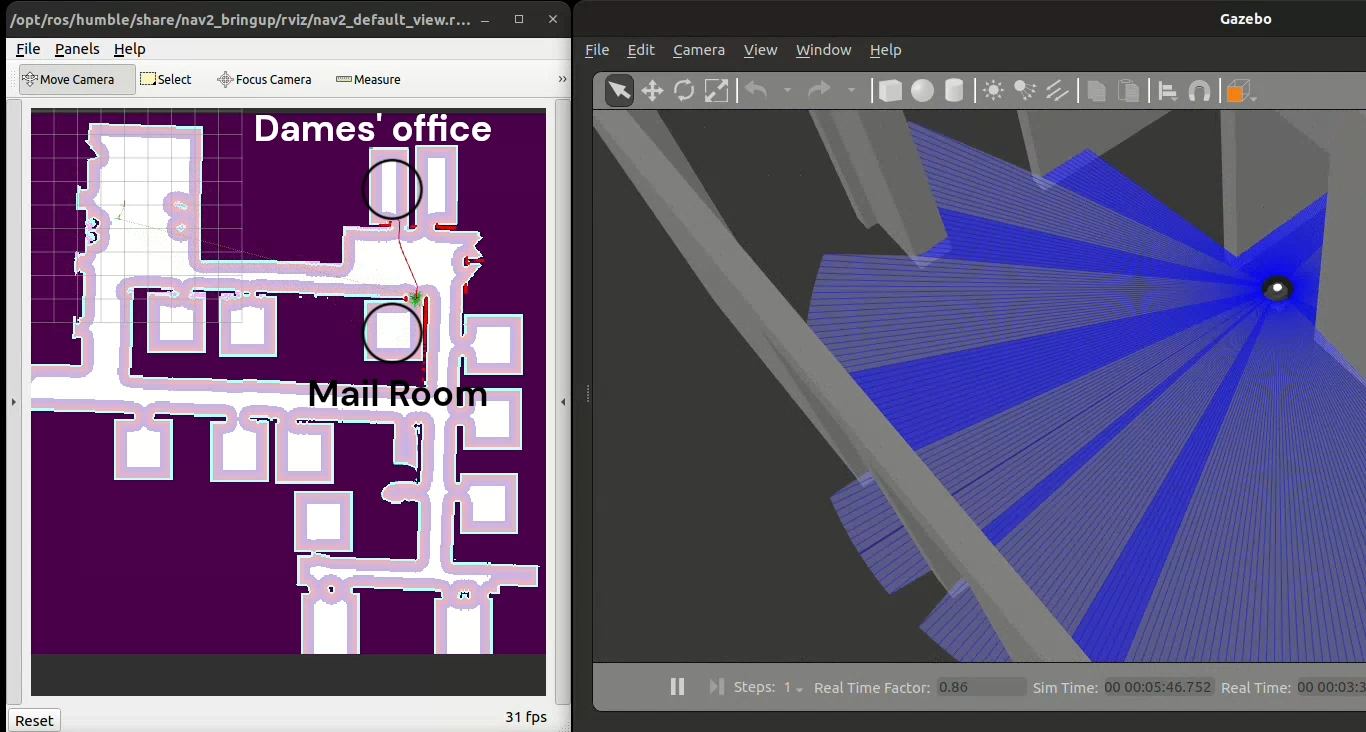 /opt/ros/humble/share/nav2_bringup/rviz/nav2_default_view.r...
File Panels Help
Move Camera Select Focus Camera Measure
Dames' office
Mail Room
Reset
31 fps
Gazebo
File Edit Camera View Window Help
Steps: 1 Real Time Factor: 0.86 Sim Time: 00 00:05:46.752 Real Time: 00 00:03:3